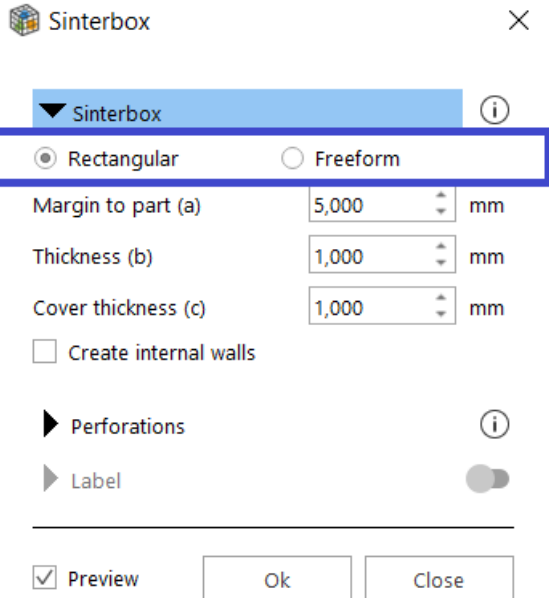 Sinterbox
Sinterbox
Rectangular Freeform
Margin to part (a) 5,000 mm
Thickness (b) 1,000 mm
Cover thickness (c) 1,000 mm
Create internal walls
Perforations
Label
Preview Ok Close